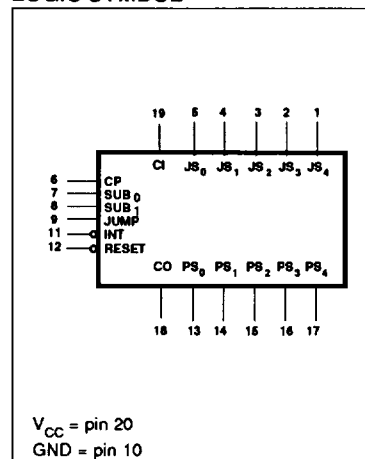 19 5 4 3 2 1
CI JS0 JS1 JS2 JS3 JS4
6 CP
7 SUB0
8 SUB1
9 JUMP
11 INT
12 RESET
CO PS0 PS1 PS2 PS3 PS4
18 13 14 15 16 17
VCC = pin 20
GND = pin 10